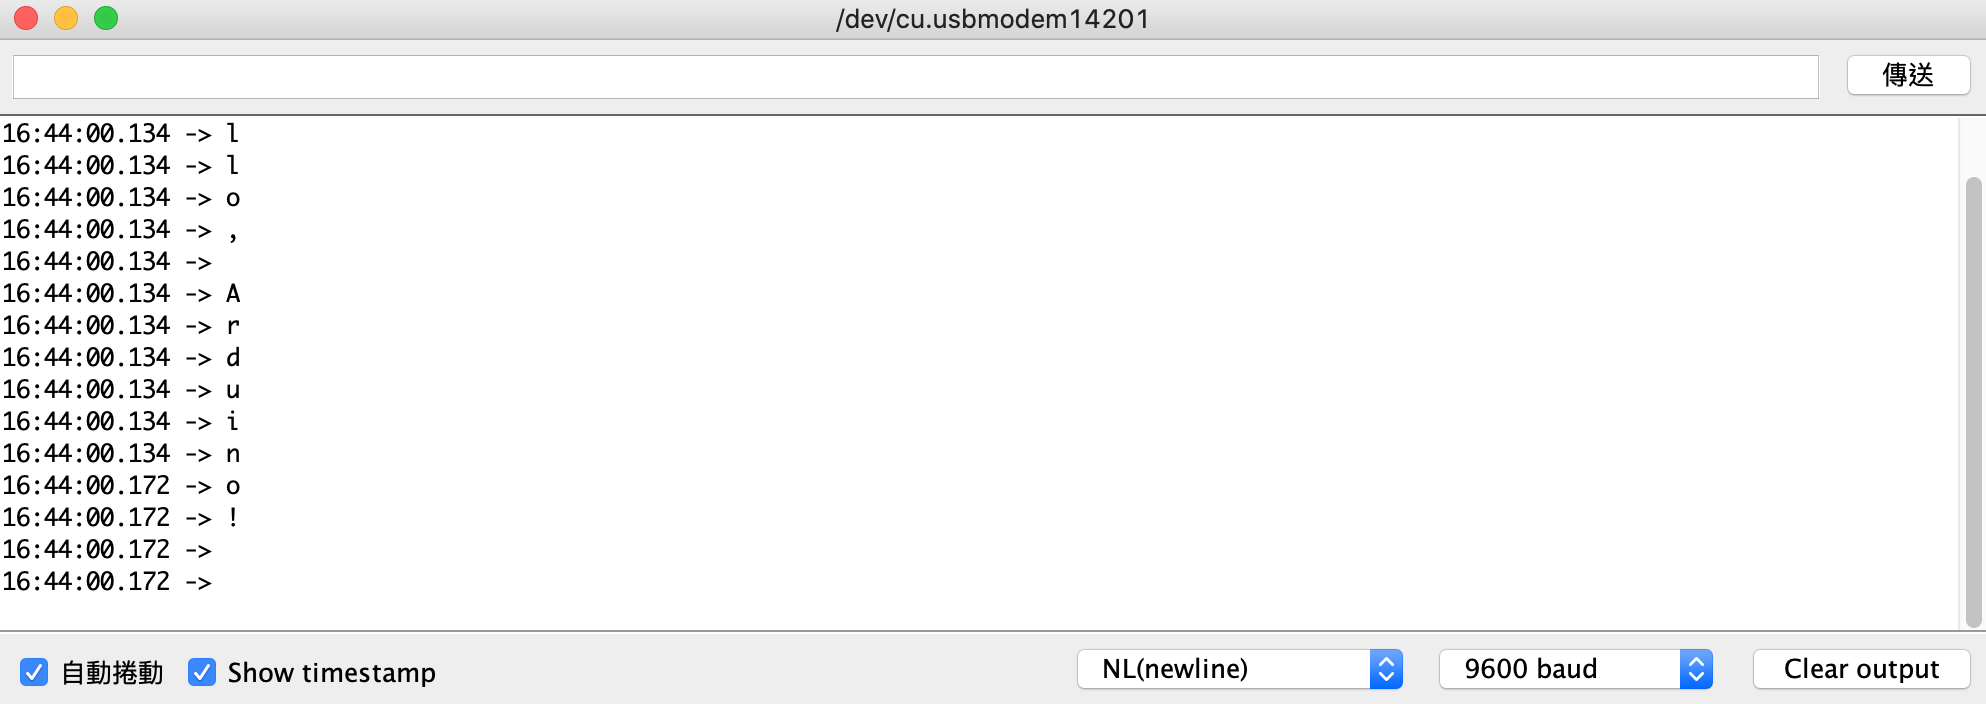 /dev/cu.usbmodem14201
傳送
16:44:00.134 -> l
16:44:00.134 -> l
16:44:00.134 -> o
16:44:00.134 -> ,
16:44:00.134 ->
16:44:00.134 -> A
16:44:00.134 -> r
16:44:00.134 -> d
16:44:00.134 -> u
16:44:00.134 -> i
16:44:00.134 -> n
16:44:00.172 -> o
16:44:00.172 -> !
16:44:00.172 ->
16:44:00.172 ->
自動捲動 Show timestamp NL(newline) 9600 baud Clear output